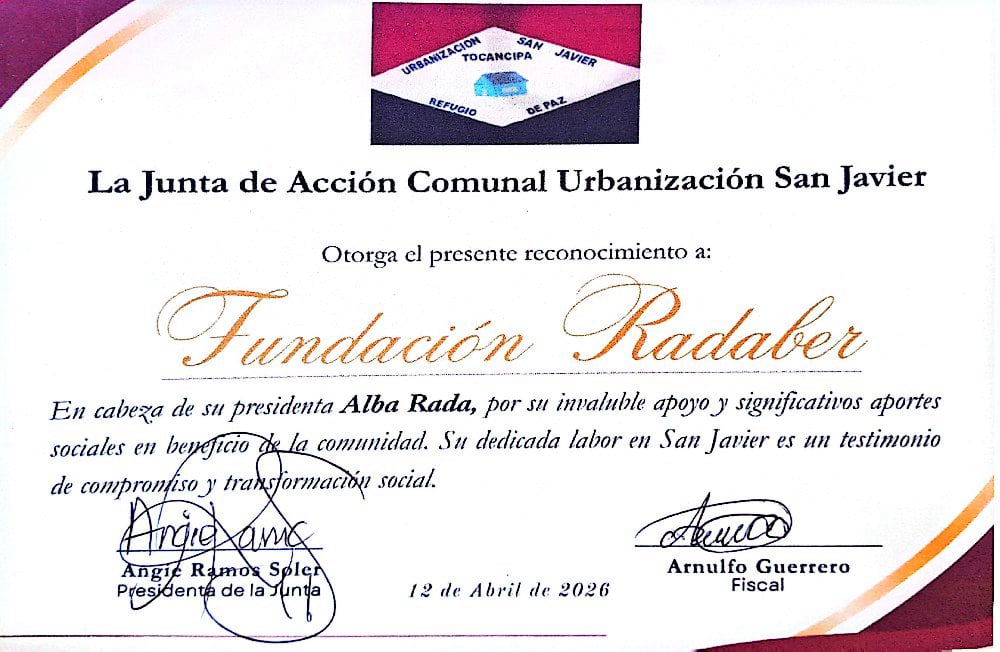 URBANIZACION SAN JAVIER
TOCANCIPA
REFUGIO DE PAZ
La Junta de Acción Comunal Urbanización San Javier
Otorga el presente reconocimiento a:
Fundación Radaber
En cabeza de su presidenta Alba Rada, por su invaluble apoyo y significativos aportes
sociales en beneficio de la comunidad. Su dedicada labor en San Javier es un testimonio
de compromiso y transformación social.
Angie Ramos Soler
Presidenta de la Junta
12 de Abril de 2026
Arnulfo Guerrero
Fiscal